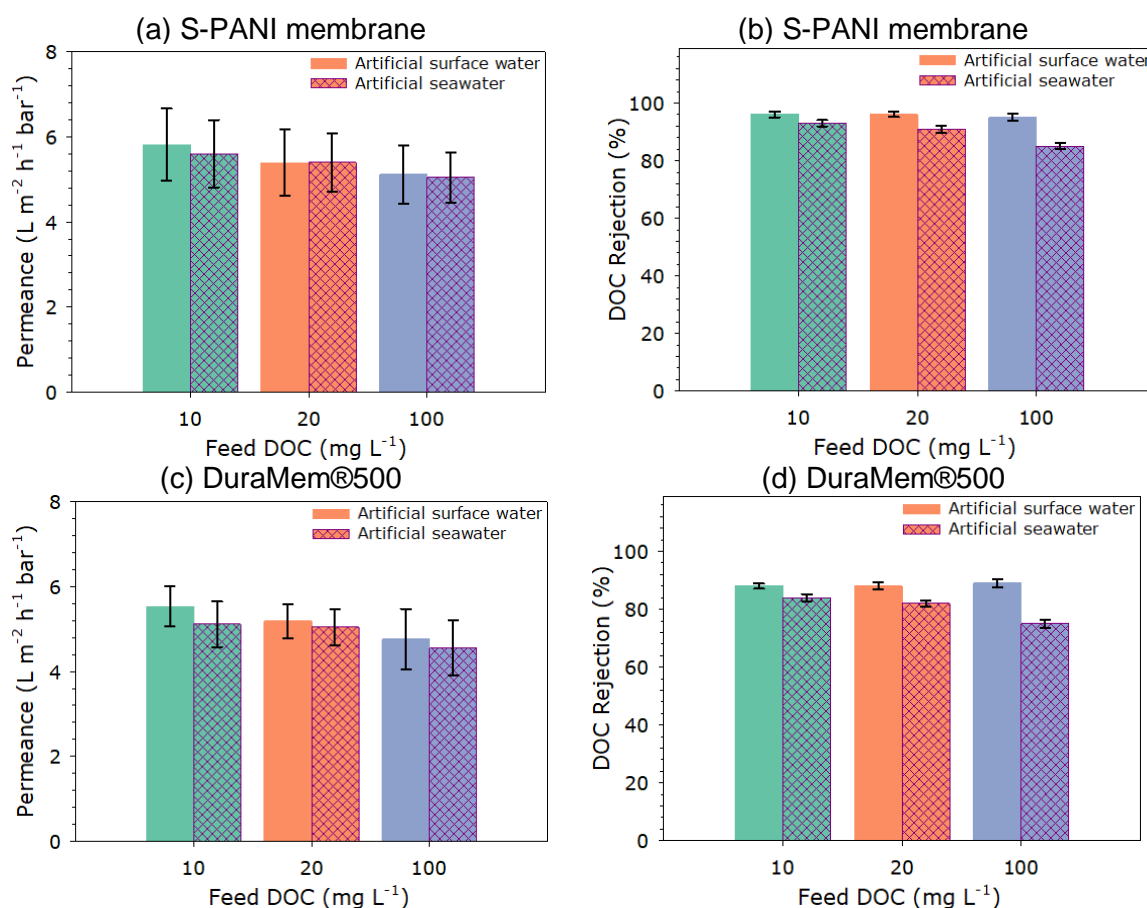 (a) S-PANI membrane
8
6
4
2
0
Permeance (L m⁻² h⁻¹ bar⁻¹)
Artificial surface water
Artificial seawater
10 20 100
Feed DOC (mg L⁻¹)
(b) S-PANI membrane
100
80
60
40
20
0
DOC Rejection (%)
Artificial surface water
Artificial seawater
10 20 100
Feed DOC (mg L⁻¹)
(c) DuraMem®500
8
6
4
2
0
Permeance (L m⁻² h⁻¹ bar⁻¹)
Artificial surface water
Artificial seawater
10 20 100
Feed DOC (mg L⁻¹)
(d) DuraMem®500
100
80
60
40
20
0
DOC Rejection (%)
Artificial surface water
Artificial seawater
10 20 100
Feed DOC (mg L⁻¹)